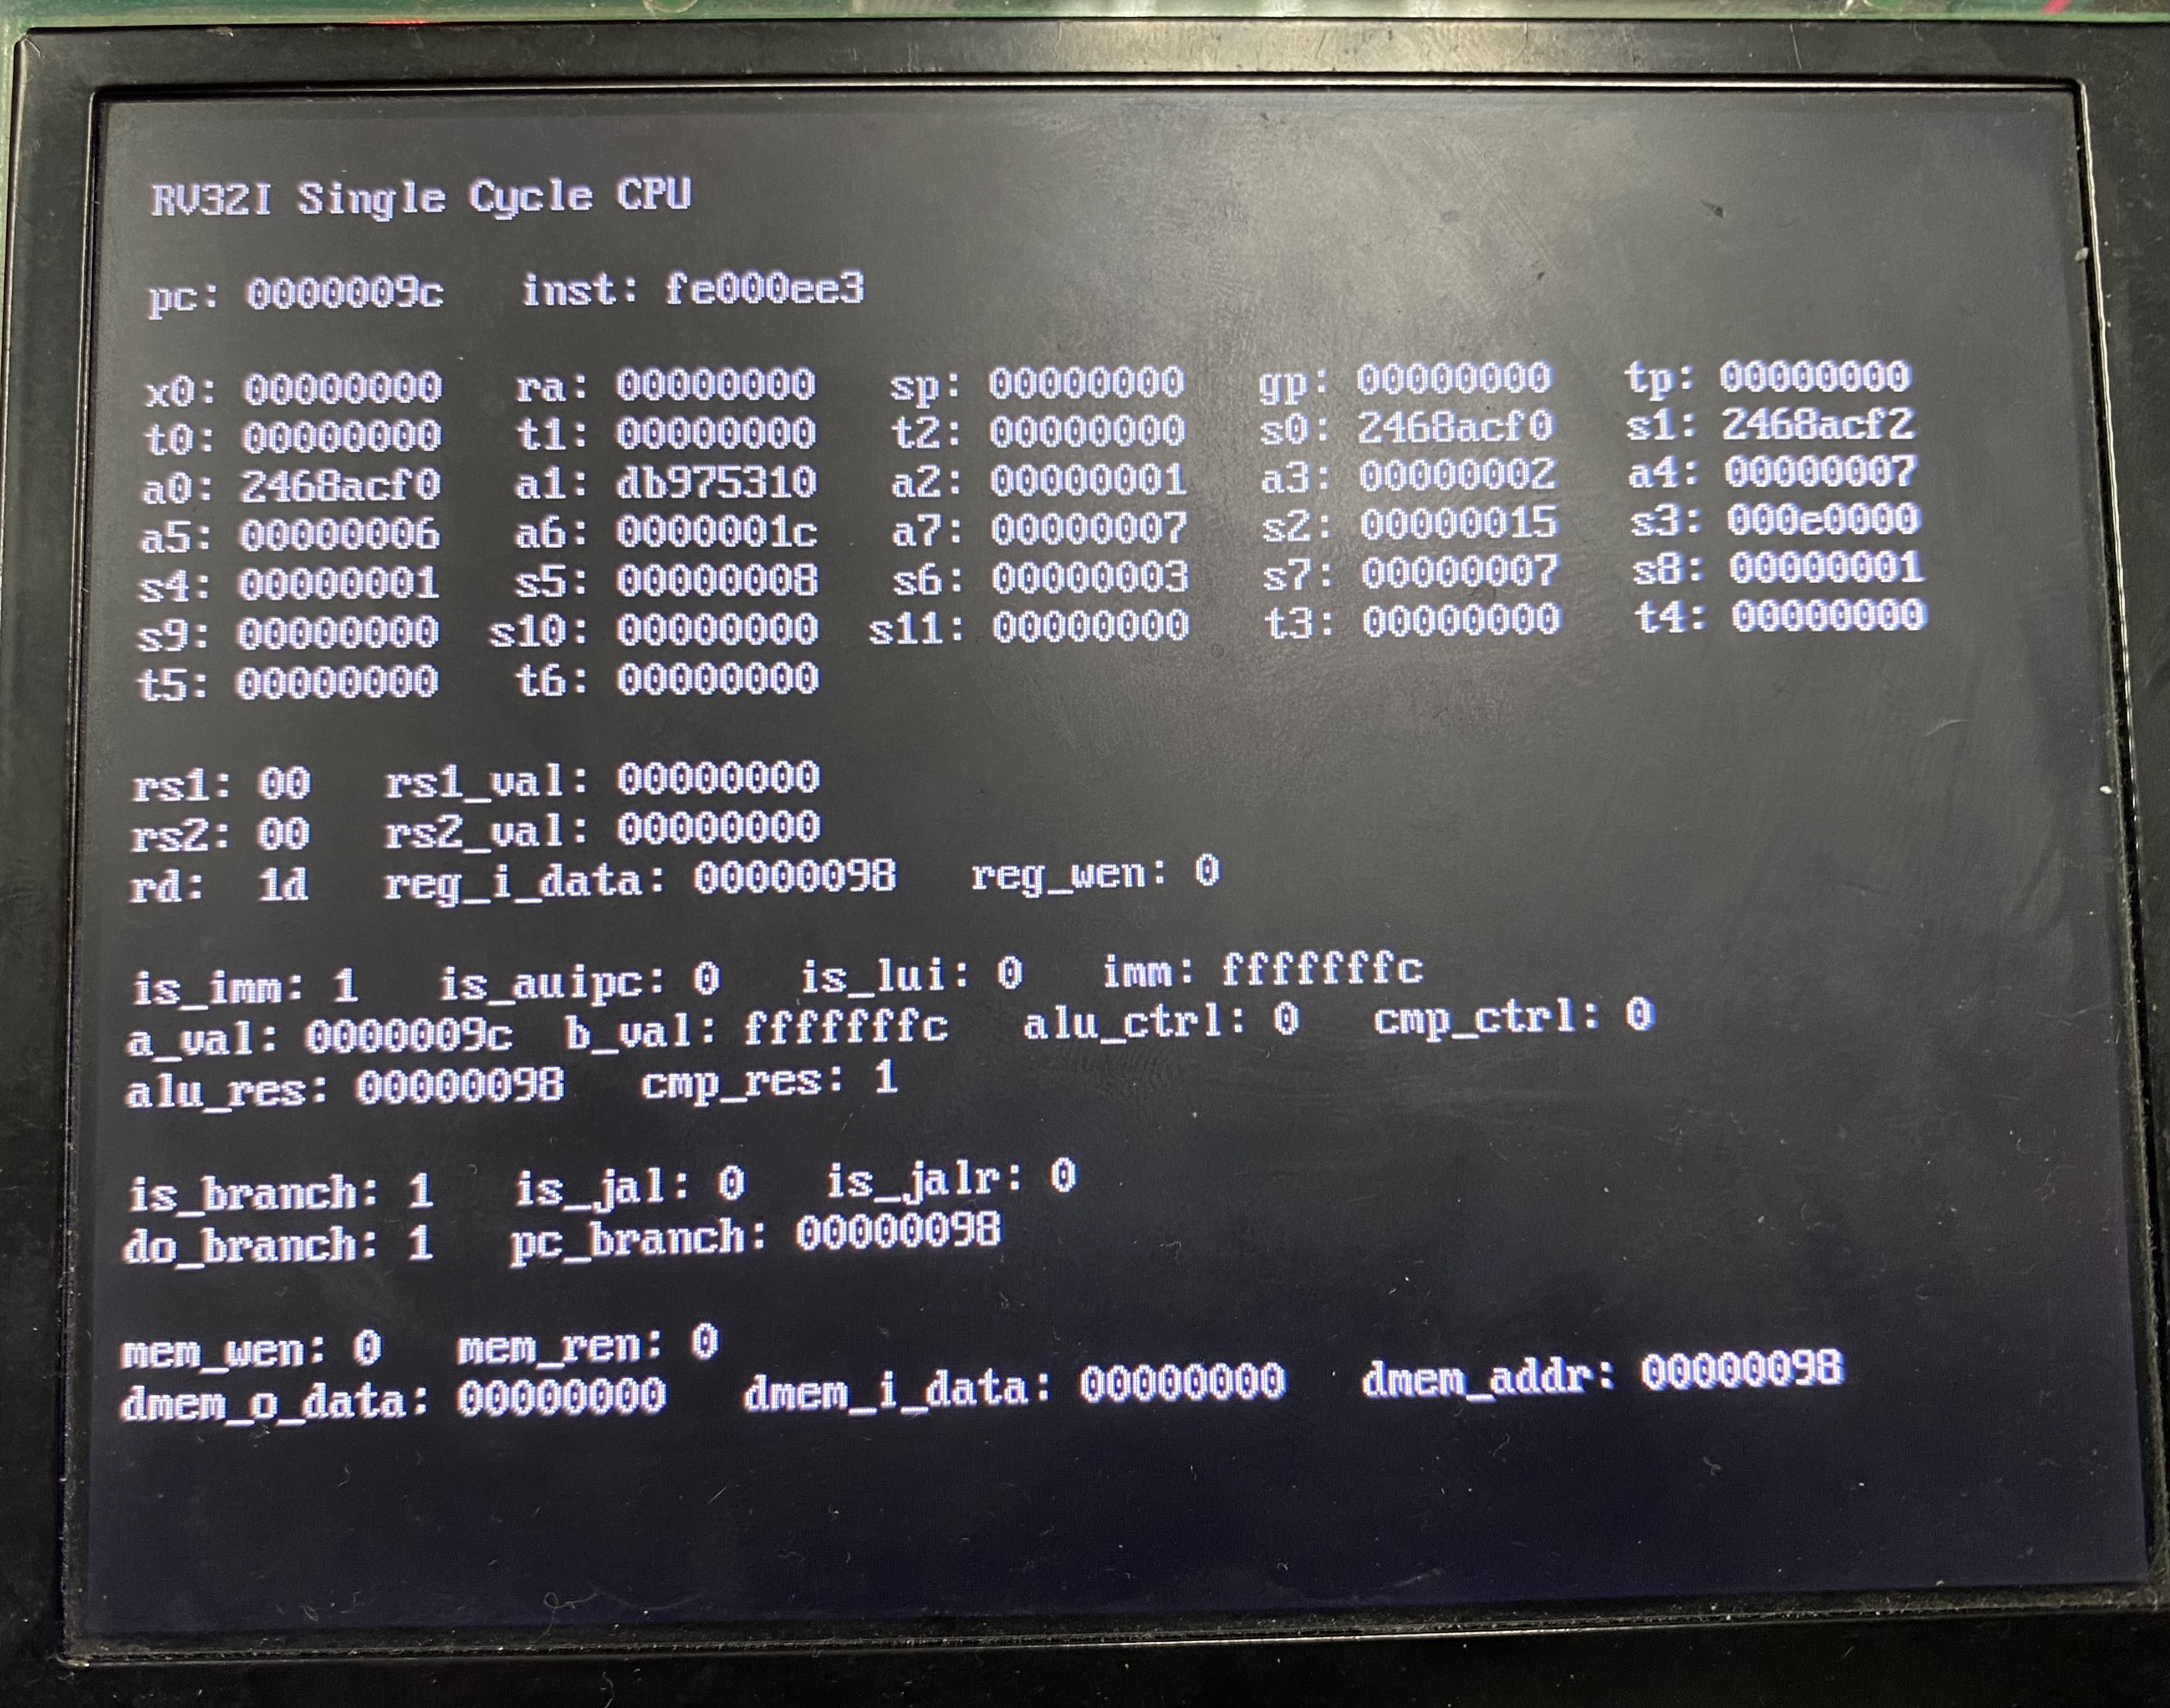 RV32I Single Cycle CPU
pc: 0000009c inst: fe000ee3
x0: 00000000 ra: 00000000 sp: 00000000 gp: 00000000 tp: 00000000
t0: 00000000 t1: 00000000 t2: 00000000 s0: 2468acf0 s1: 2468acf2
a0: 2468acf0 a1: db975310 a2: 00000001 a3: 00000002 a4: 00000007
a5: 00000006 a6: 0000001c a7: 00000007 s2: 00000015 s3: 000e0000
s4: 00000001 s5: 00000008 s6: 00000003 s7: 00000007 s8: 00000001
s9: 00000000 s10: 00000000 s11: 00000000 t3: 00000000 t4: 00000000
t5: 00000000 t6: 00000000
rs1: 00 rs1_val: 00000000
rs2: 00 rs2_val: 00000000
rd: 1d reg_i_data: 00000098 reg_wen: 0
is_imm: 1 is_auipc: 0 is_lui: 0 imm: fffffffc
a_val: 0000009c b_val: fffffffc alu_ctrl: 0 cmp_ctrl: 0
alu_res: 00000098 cmp_res: 1
is_branch: 1 is_jal: 0 is_jalr: 0
do_branch: 1 pc_branch: 00000098
mem_wen: 0 mem_ren: 0
dmem_o_data: 00000000 dmem_i_data: 00000000 dmem_addr: 00000098